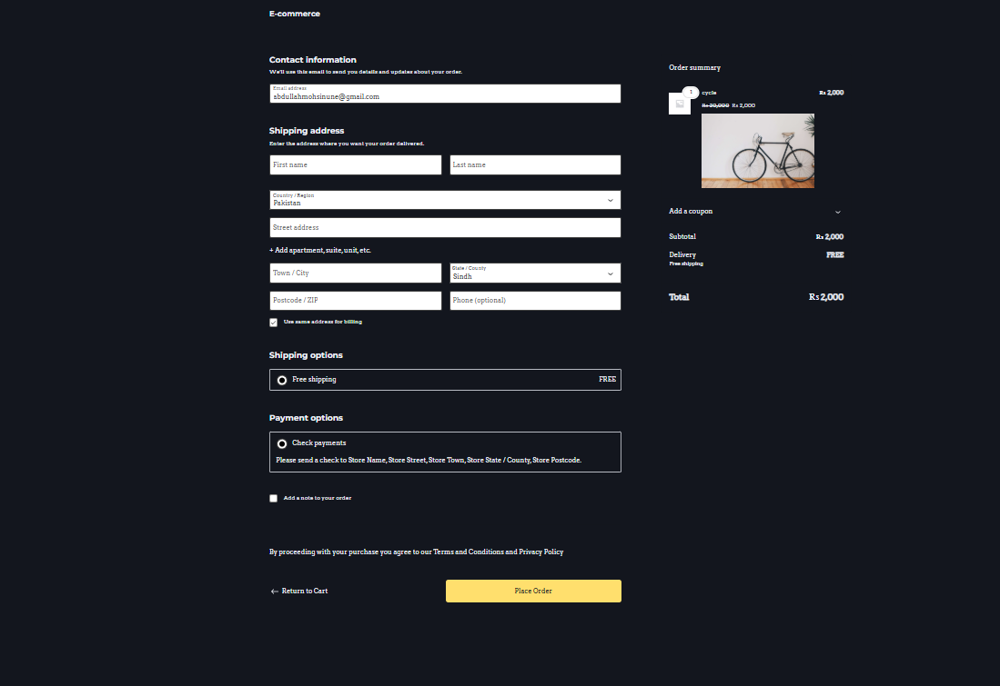 E-commerce
Contact information
We'll use this email to send you details and updates about your order.
Email address
abdullahmohsinune@gmail.com
Shipping address
Enter the address where you want your order delivered.
First name
Last name
Country / Region
Pakistan
Street address
+ Add apartment, suite, unit, etc.
Town / City
State / County
Sindh
Postcode / ZIP
Phone (optional)
Use same address for billing
Shipping options
Free shipping
FREE
Payment options
Check payments
Please send a check to Store Name, Store Street, Store Town, Store State / County, Store Postcode.
Add a note to your order
By proceeding with your purchase you agree to our Terms and Conditions and Privacy Policy
Return to Cart
Place Order
Order summary
1
cycle
Rs 2,000
Rs 20,000 Rs 2,000
Add a coupon
Subtotal
Rs 2,000
Delivery
FREE
Free shipping
Total
Rs 2,000